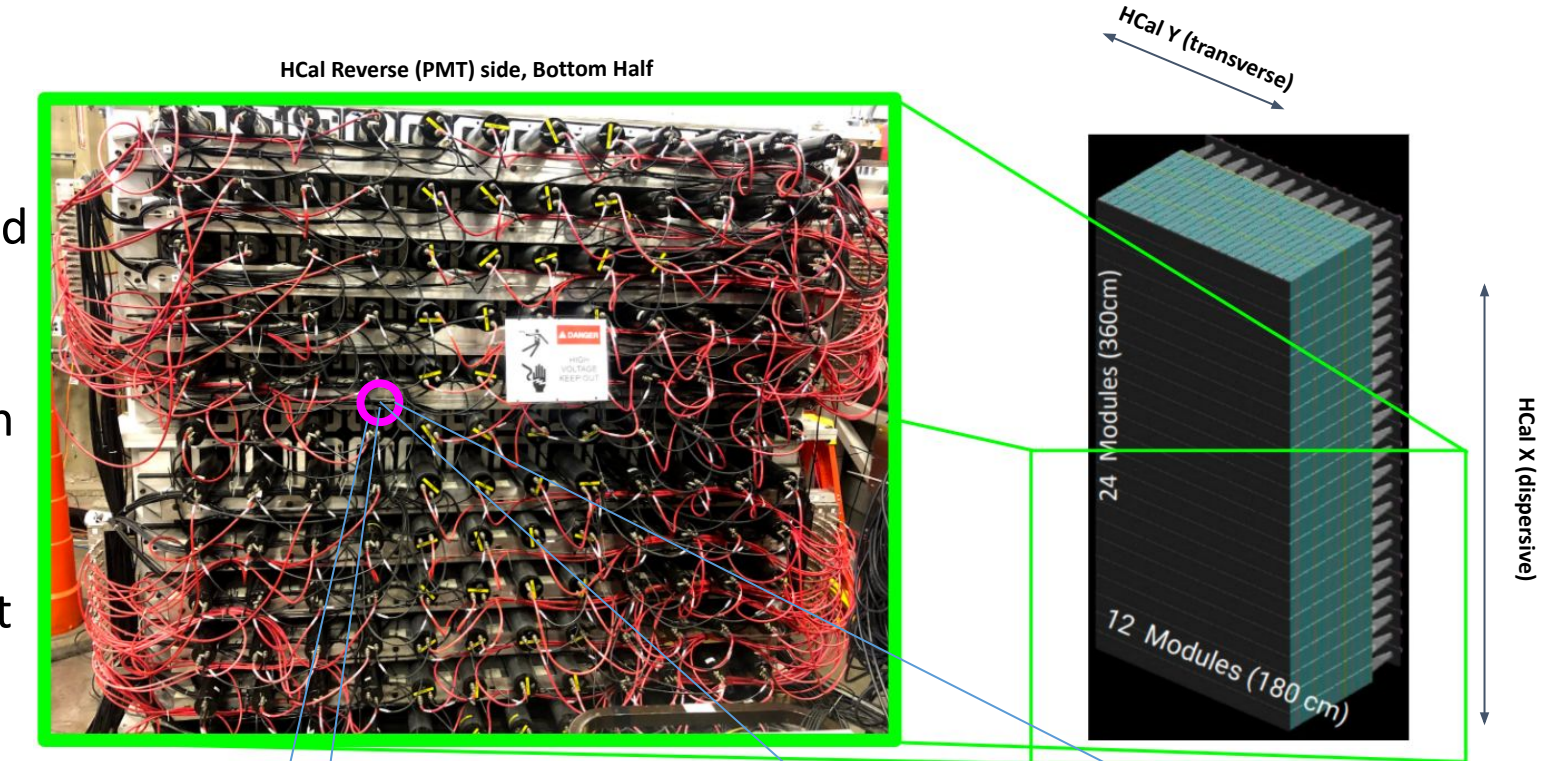 HCal Y (transverse)
HCal Reverse (PMT) side, Bottom Half
d
n
t
DANGER
HIGH
VOLTAGE
KEEP OUT
24 Modules (360cm)
12 Modules (180 cm)
HCal X (dispersive)